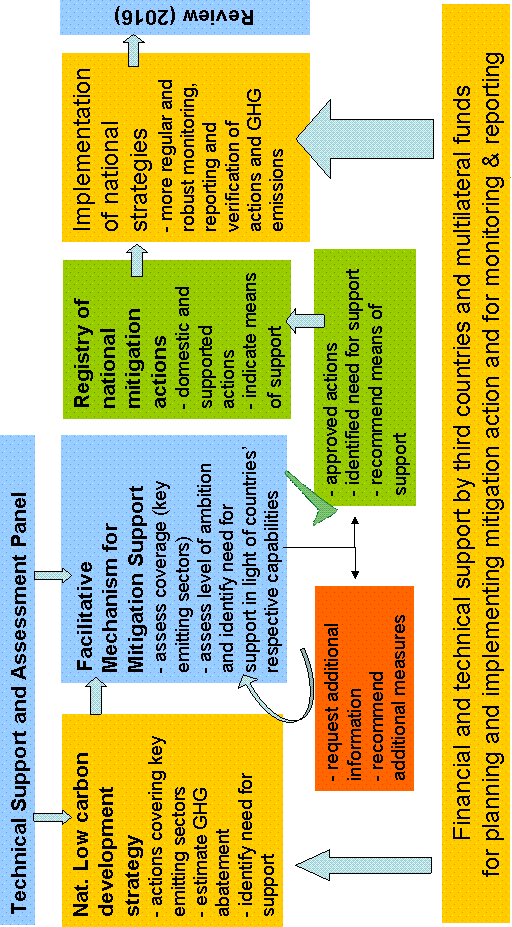 Technical Support and Assessment Panel
Nat. Low carbon
development
strategy
- actions covering key
emitting sectors
- estimate GHG
abatement
- identify need for
support
Facilitative
Mechanism for
Mitigation Support
- assess coverage (key
emitting sectors)
- assess level of ambition
and identify need for
support in light of countries’
respective capabilities
Registry of
national
mitigation
actions
- domestic and
supported
actions
- indicate means
of support
Implementation
of national
strategies
- more regular and
robust monitoring,
reporting and
verification of
actions and GHG
emissions
Review (2016)
- request additional
information
- recommend
additional measures
- approved actions
- identified need for support
- recommend means of
support
Financial and technical support by third countries and multilateral funds
for planning and implementing mitigation action and for monitoring & reporting